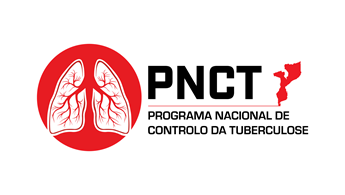 PNCT
PROGRAMA NACIONAL DE
CONTROLO DA TUBERCULOSE